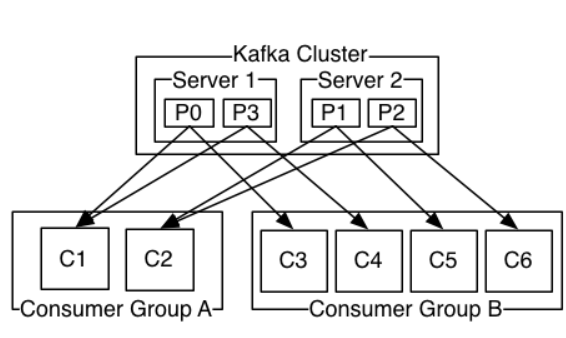 Kafka Cluster
Server 1
Server 2
P0
P3
P1
P2
C1
C2
C3
C4
C5
C6
Consumer Group A
Consumer Group B